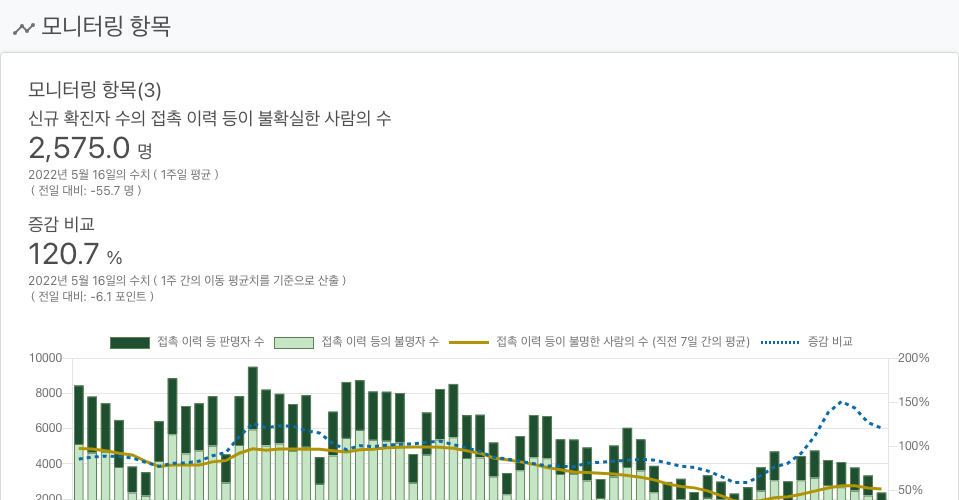 모니터링 항목
모니터링 항목(3)
신규 확진자 수의 접촉 이력 등이 불확실한 사람의 수
2,575.0 명
2022년 5월 16일의 수치 ( 1주일 평균 )
( 전일 대비: -55.7 명 )
증감 비교
120.7 %
2022년 5월 16일의 수치 ( 1주 간의 이동 평균치를 기준으로 산출 )
( 전일 대비: -6.1 포인트 )
접촉 이력 등 판명자 수 접촉 이력 등의 불명자 수 접촉 이력 등이 불명한 사람의 수 (직전 7일 간의 평균) 증감 비교
10000 200%
8000 150%
6000 100%
4000 50%
2000